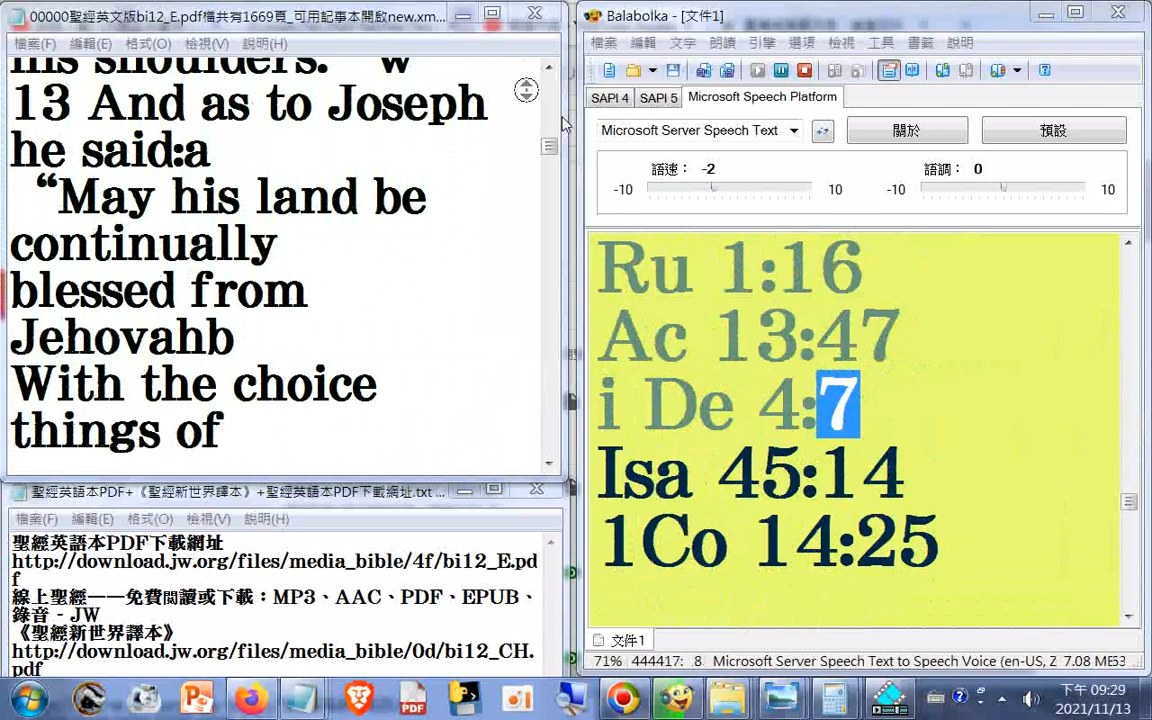 00000聖經英文版bi12_E.pdf檔共有1669頁_可用記事本開啟new.xm...
檔案(F) 編輯(E) 格式(O) 檢視(V) 說明(H)
his shoulders." w
13 And as to Joseph
he said:a
“May his land be
continually
blessed from
Jehovahb
With the choice
things of
聖經英語本PDF+《聖經新世界譯本》+聖經英語本PDF下載網址.txt ...
檔案(F) 編輯(E) 格式(O) 檢視(V) 說明(H)
聖經英語本PDF下載網址
http://download.jw.org/files/media_bible/4f/bi12_E.pd
f
線上聖經——免費閱讀或下載：MP3、AAC、PDF、EPUB、
錄音 - JW
《聖經新世界譯本》
http://download.jw.org/files/media_bible/0d/bi12_CH.
pdf
Balabolka - [文件1]
檔案 編輯 文字 朗讀 引擎 選項 檢視 工具 書籤 說明
SAPI 4 SAPI 5 Microsoft Speech Platform
Microsoft Server Speech Text 關於 預設
語速： -2 語調： 0
-10 10 -10 10
Ru 1:16
Ac 13:47
i De 4:7
Isa 45:14
1Co 14:25
文件1
71% 444417: 8 Microsoft Server Speech Text to Speech Voice (en-US, Z 7.08 ME53
下午 09:29
2021/11/13